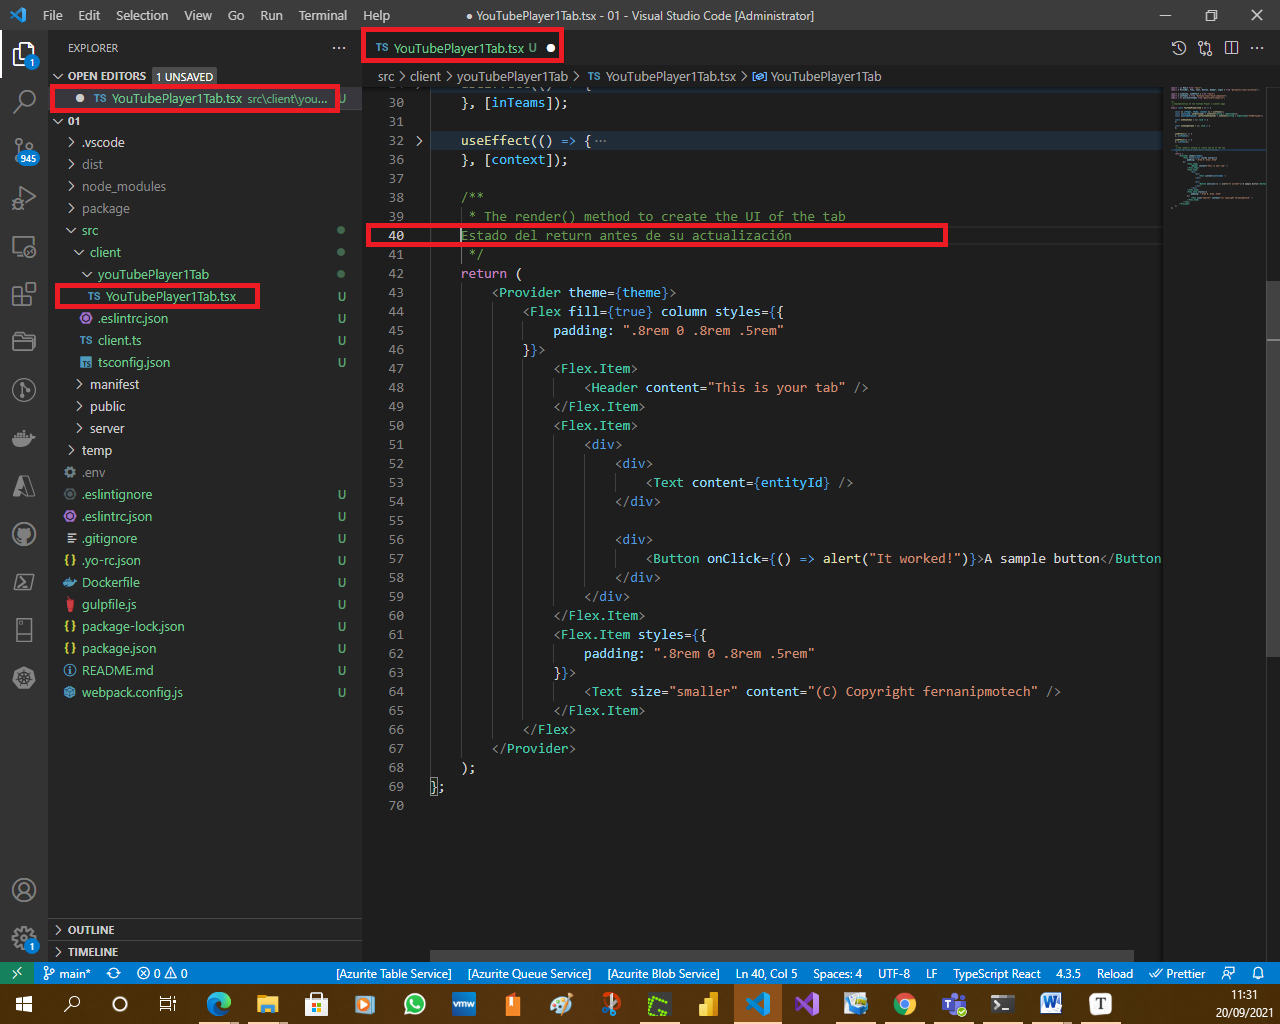 File Edit Selection View Go Run Terminal Help
● YouTubePlayer1Tab.tsx - 01 - Visual Studio Code [Administrator]
EXPLORER
OPEN EDITORS 1 UNSAVED
TS YouTubePlayer1Tab.tsx src\client\you... U
01
.vscode
dist
node_modules
package
src
client
youTubePlayer1Tab
TS YouTubePlayer1Tab.tsx U
.eslintrc.json U
TS client.ts U
TS tsconfig.json U
manifest
public
server
temp
.env
.eslintignore U
.eslintrc.json U
.gitignore U
{} .yo-rc.json U
Dockerfile U
gulpfile.js U
{} package-lock.json U
{} package.json U
README.md U
webpack.config.js U
OUTLINE
TIMELINE
1
945
1
TS YouTubePlayer1Tab.tsx U ●
src > client > youTubePlayer1Tab > TS YouTubePlayer1Tab.tsx > YouTubePlayer1Tab
30 }, [inTeams]);
31
32 useEffect(() => { ...
36 }, [context]);
37
38 /**
39 * The render() method to create the UI of the tab
40 Estado del return antes de su actualización
41 */
42 return (
43 <Provider theme={theme}>
44 <Flex fill={true} column styles={{
45 padding: ".8rem 0 .8rem .5rem"
46 }}>
47 <Flex.Item>
48 <Header content="This is your tab" />
49 </Flex.Item>
50 <Flex.Item>
51 <div>
52 <div>
53 <Text content={entityId} />
54 </div>
55
56 <div>
57 <Button onClick={() => alert("It worked!")}>A sample button</Button
58 </div>
59 </div>
60 </Flex.Item>
61 <Flex.Item styles={{
62 padding: ".8rem 0 .8rem .5rem"
63 }}>
64 <Text size="smaller" content="(C) Copyright fernanipmotech" />
65 </Flex.Item>
66 </Flex>
67 </Provider>
68 );
69 };
70
main* 0 0 [Azurite Table Service] [Azurite Queue Service] [Azurite Blob Service] Ln 40, Col 5 Spaces: 4 UTF-8 LF TypeScript React 4.3.5 Reload Prettier
vmw
W
T
11:31
20/09/2021